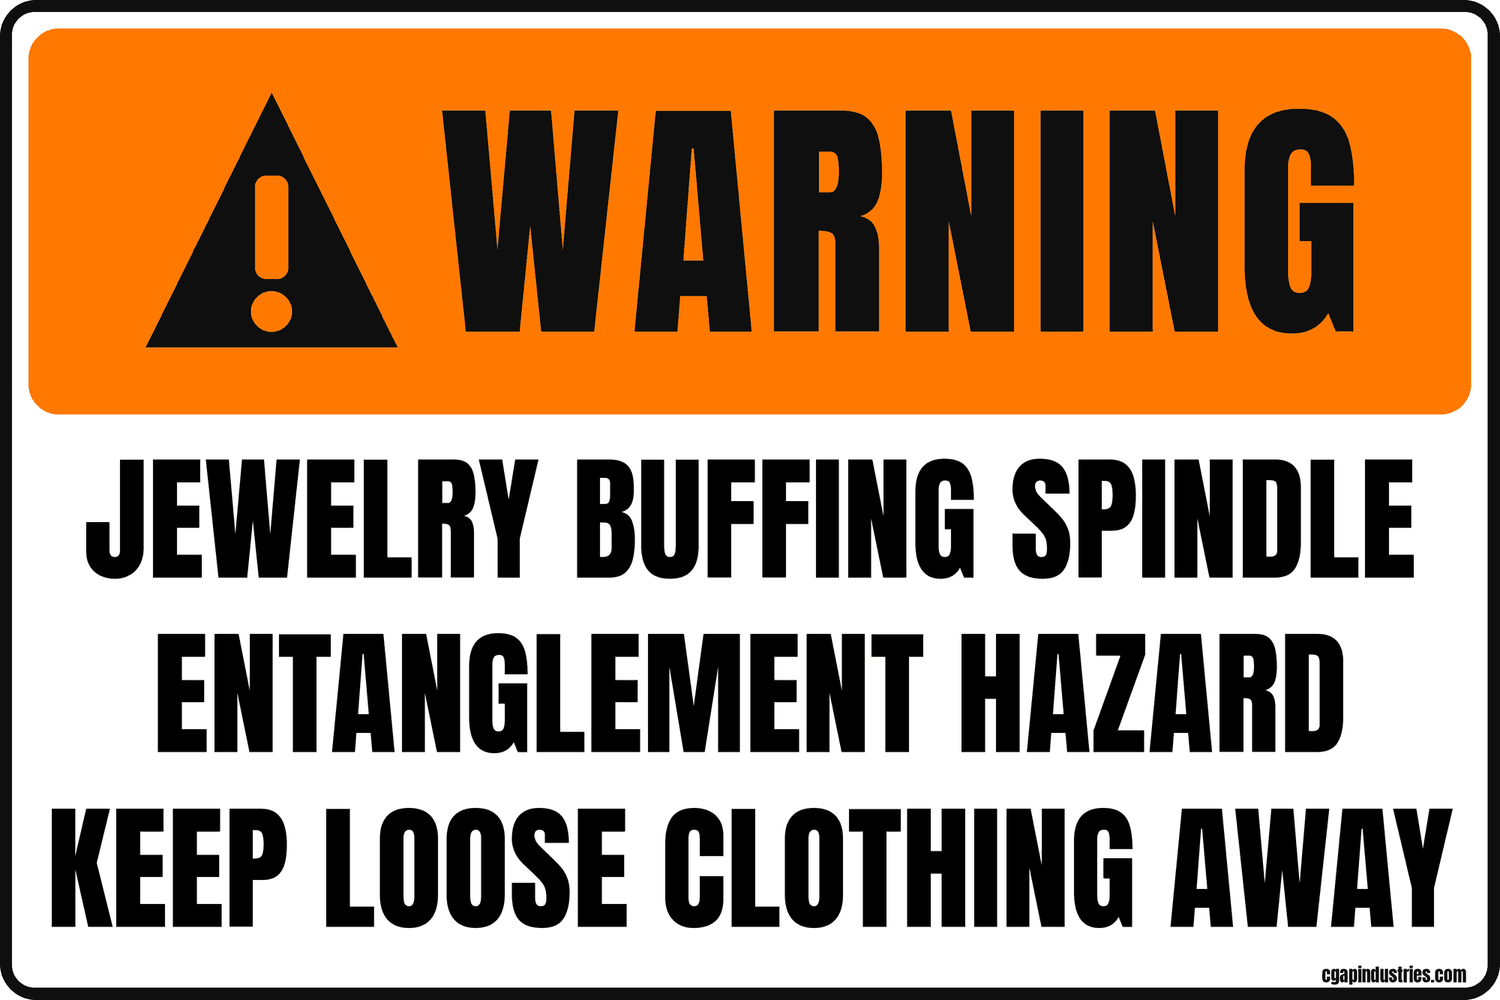 WARNING
JEWELRY BUFFING SPINDLE
ENTANGLEMENT HAZARD
KEEP LOOSE CLOTHING AWAY
cgapindustries.com